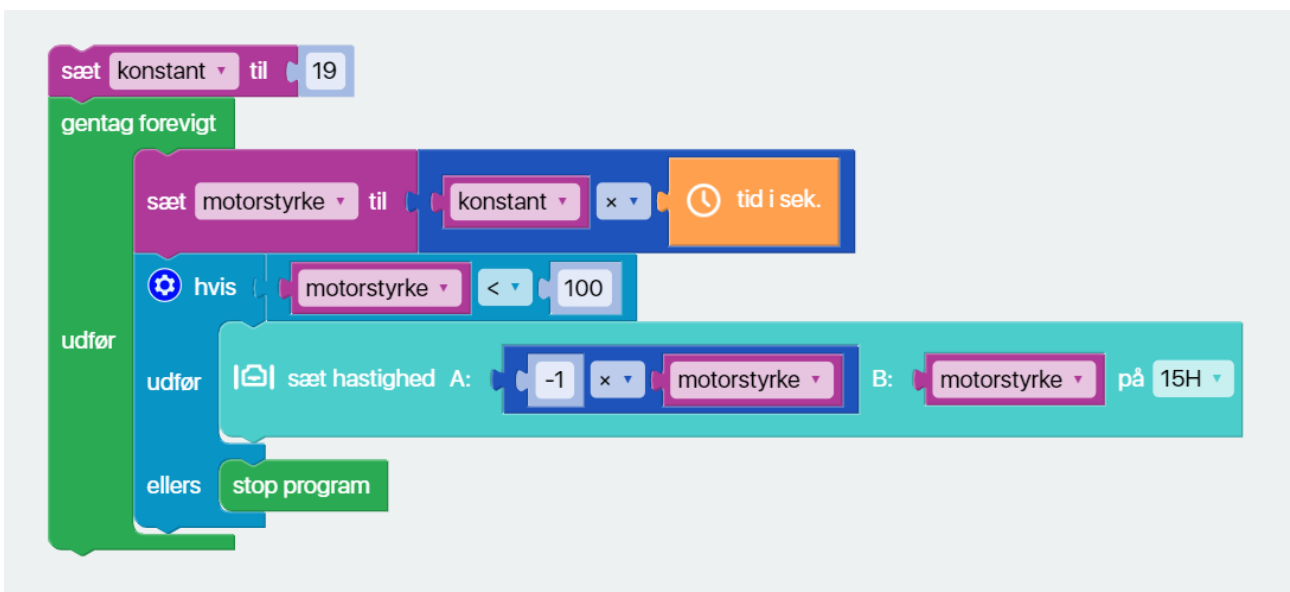 sæt konstant til 19
gentag forevigt
sæt motorstyrke til konstant × tid i sek.
hvis motorstyrke < 100
udfør
udfør sæt hastighed A: -1 × motorstyrke B: motorstyrke på 15H
ellers stop program